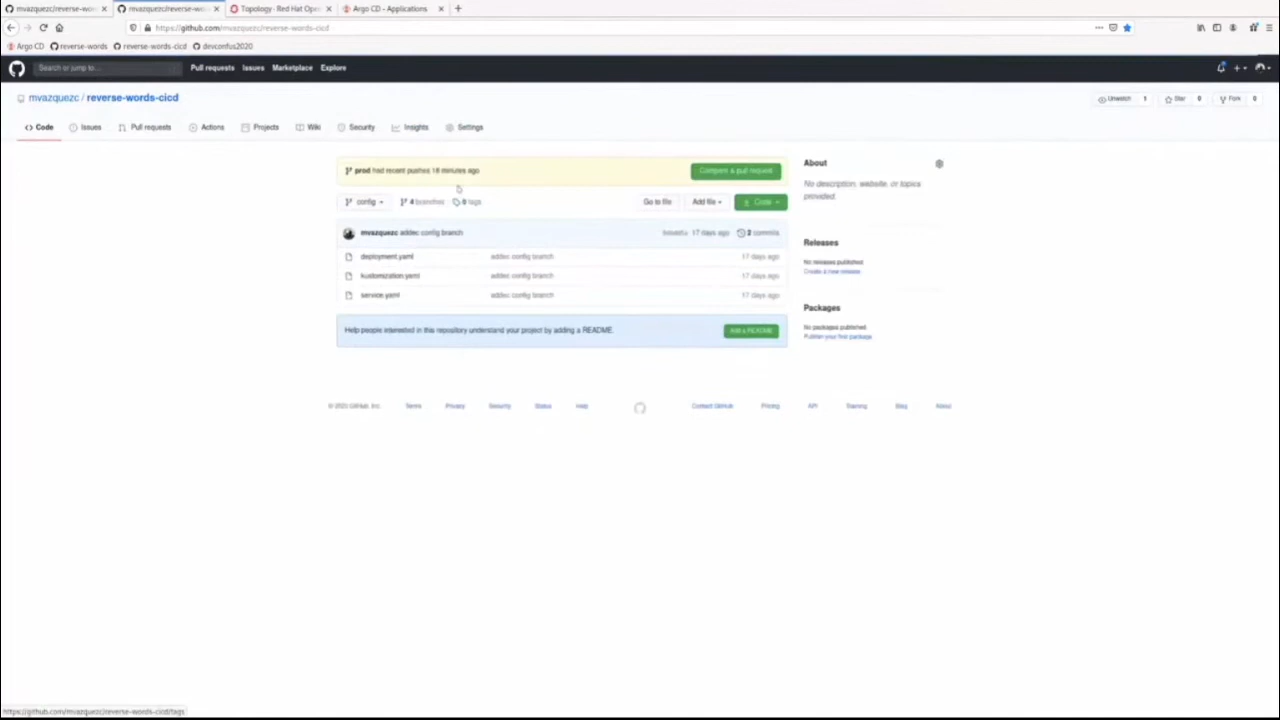 mvazquezc/reverse-wor
mvazquezc/reverse-wo
Topology · Red Hat Ope
Argo CD - Applications
https://github.com/mvazquezc/reverse-words-cicd
Argo CD
reverse-words
reverse-words-cicd
devconfus2020
Search or jump to...
Pull requests
Issues
Marketplace
Explore
mvazquezc / reverse-words-cicd
Unwatch 1
Star 0
Fork 0
Code
Issues
Pull requests
Actions
Projects
Wiki
Security
Insights
Settings
prod had recent pushes 18 minutes ago
Compare & pull request
config
4 branches
0 tags
Go to file
Add file
Code
mvazquezc added config branch
17 days ago
2 commits
deployment.yaml added config branch 17 days ago
kustomization.yaml added config branch 17 days ago
service.yaml added config branch 17 days ago
Help people interested in this repository understand your project by adding a README.
Add a README
About
No description, website, or topics
provided.
Releases
No releases published
Create a new release
Packages
No packages published
Publish your first package
GitHub, Inc.
Terms
Privacy
Security
Status
Help
Contact GitHub
Pricing
API
Training
Blog
About
https://github.com/mvazquezc/reverse-words-cicd/tags